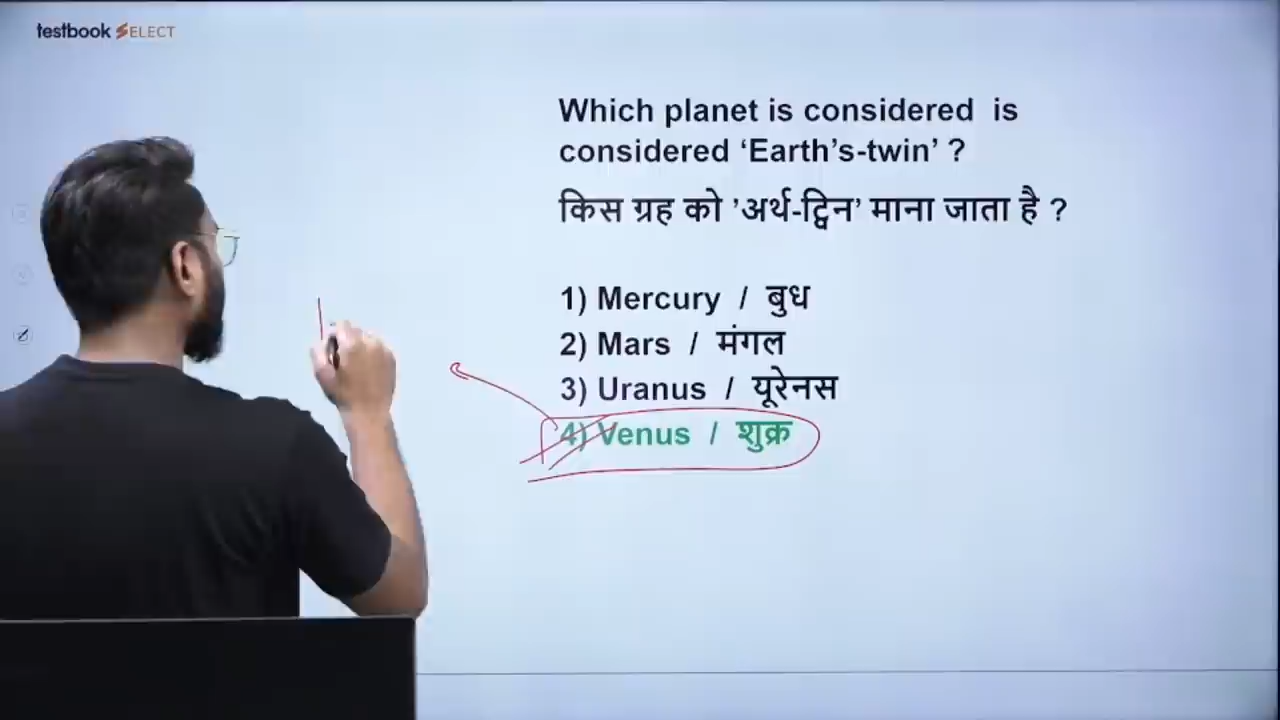 testbook SELECT
Which planet is considered is
considered ‘Earth’s-twin’ ?
किस ग्रह को ’अर्थ-ट्विन’ माना जाता है ?
1) Mercury / बुध
2) Mars / मंगल
3) Uranus / यूरेनस
4) Venus / शुक्र